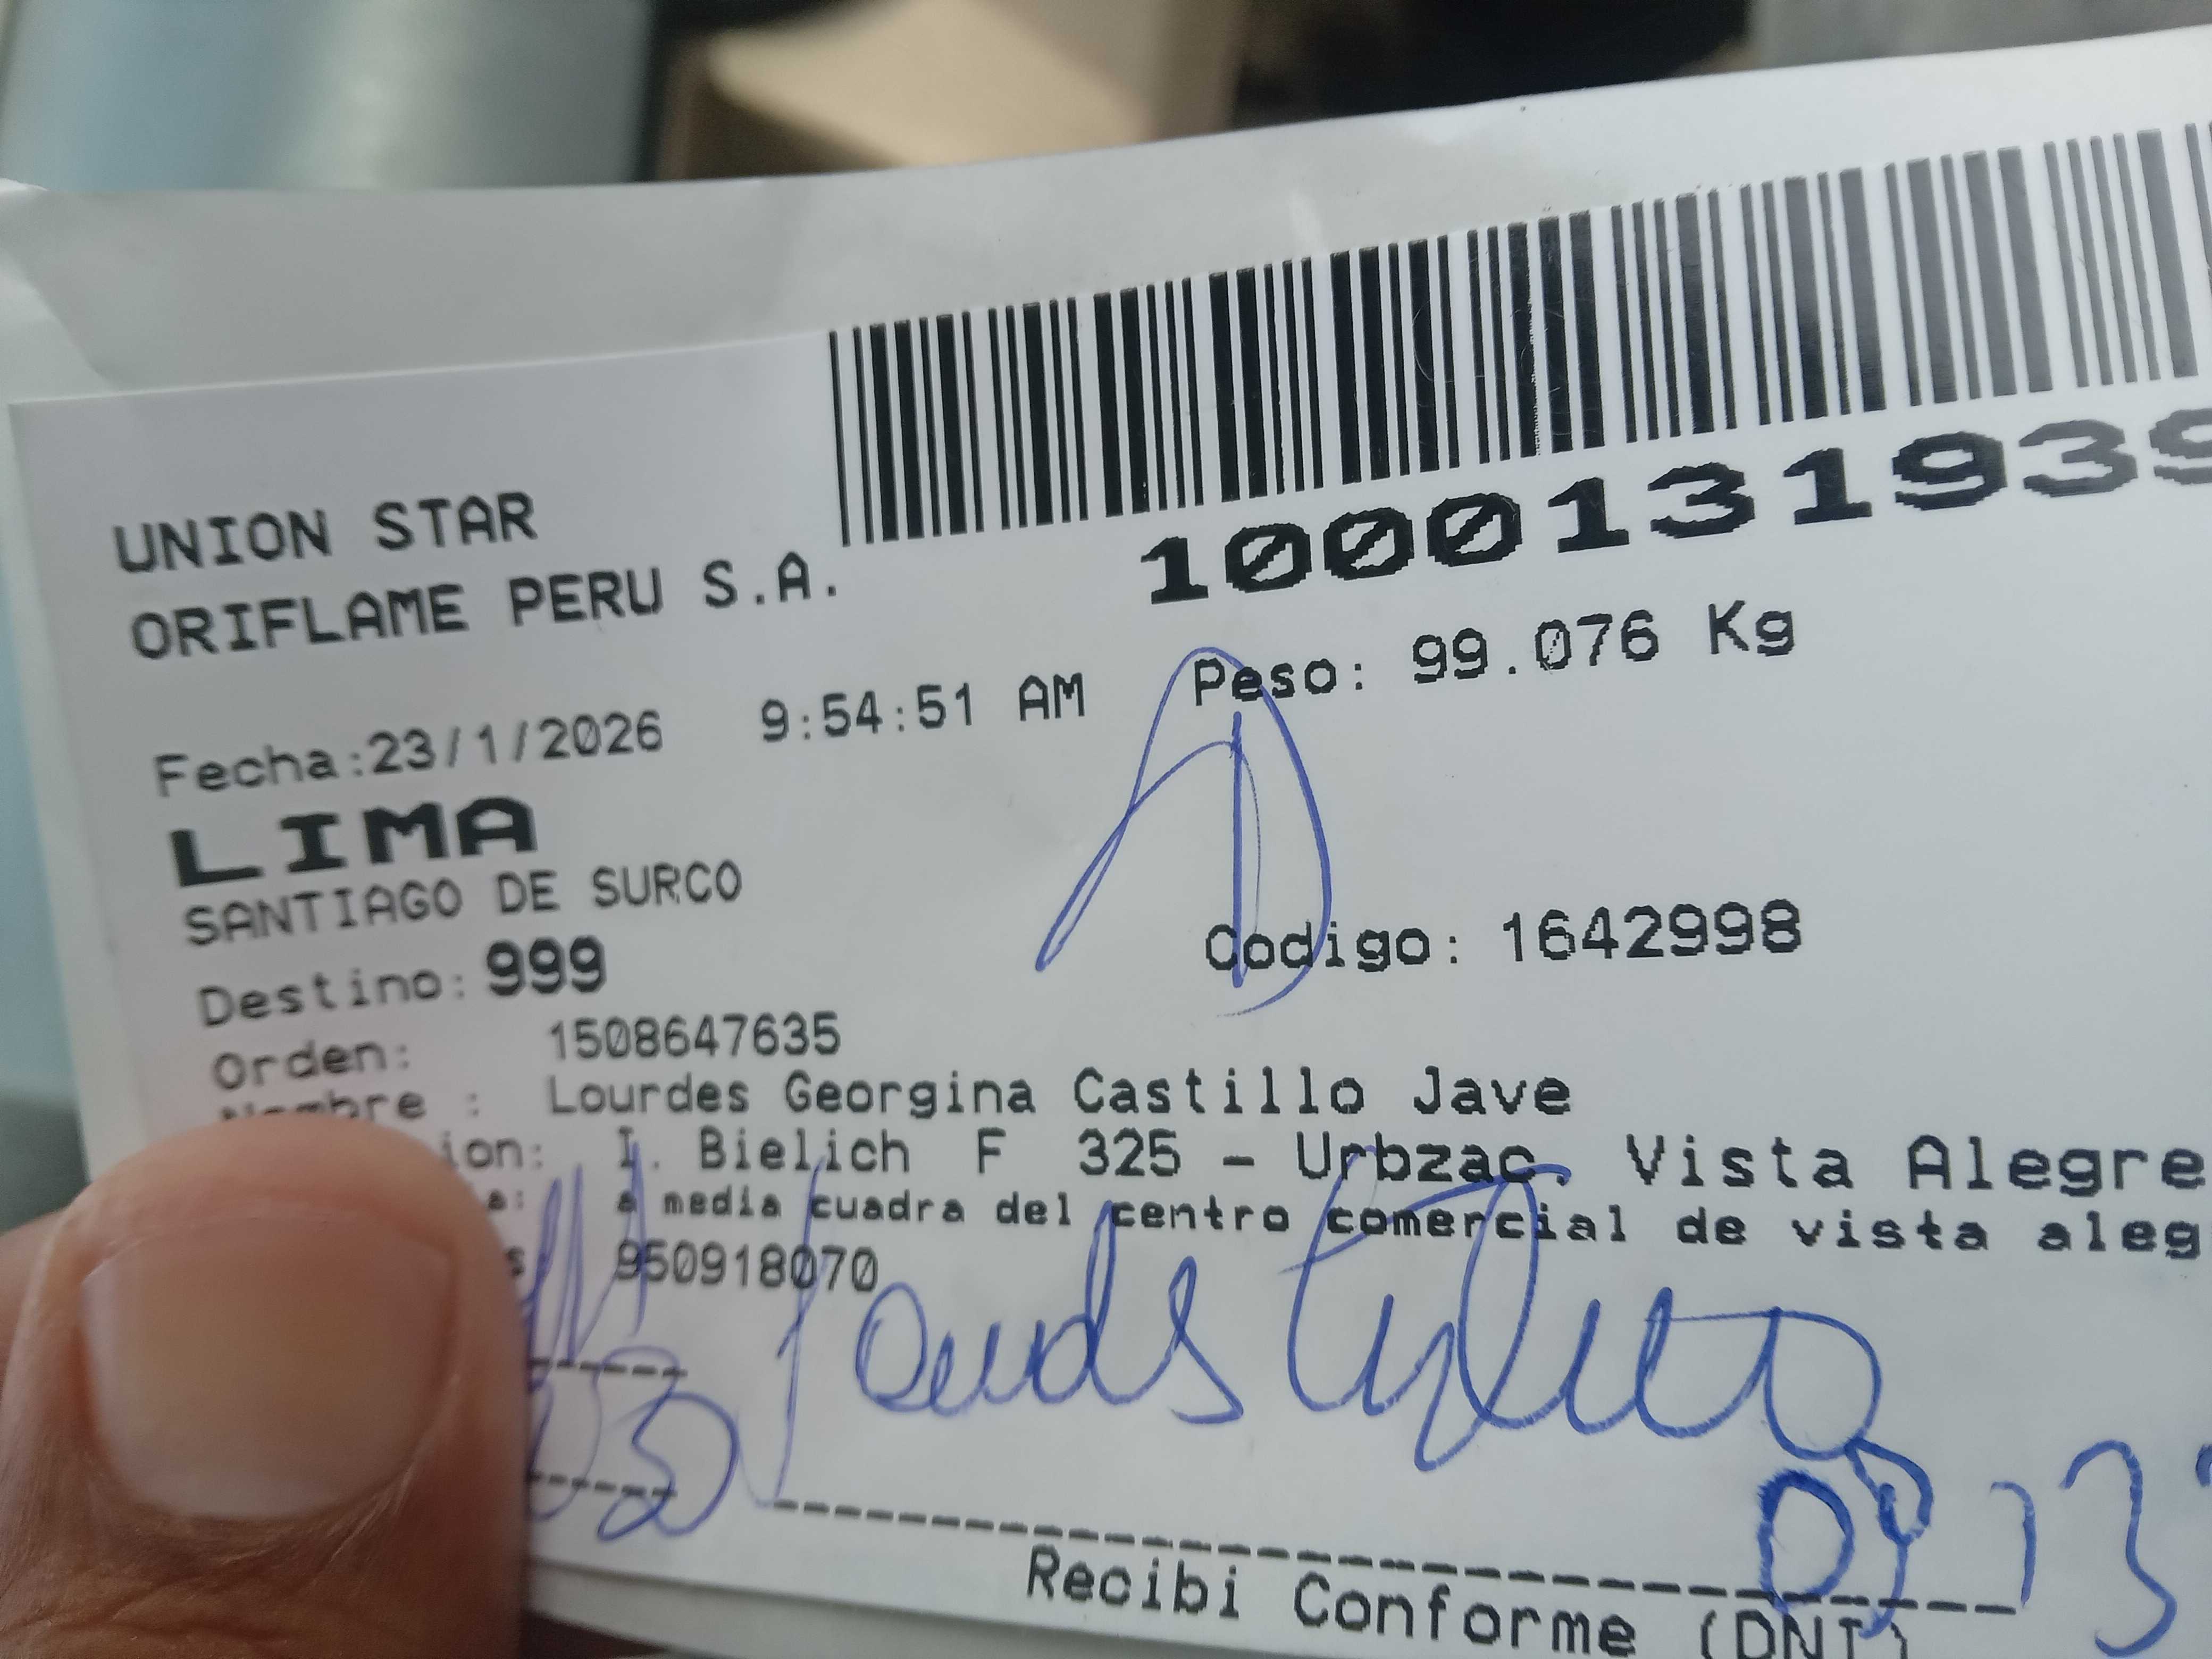 1000131939
UNION STAR
ORIFLAME PERU S.A.
Peso: 99.076 Kg
Fecha:23/1/2026 9:54:51 AM
LIMA
SANTIAGO DE SURCO
Codigo: 1642998
Destino: 999
Orden: 1508647635
Nombre : Lourdes Georgina Castillo Jave
ion: I. Bielich F 325 - Urbzac. Vista Alegre
a: a media cuadra del centro comercial de vista aleg
s 950918070
Recibi Conforme (DNI)